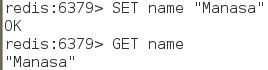 redis:6379> SET name "Manasa"
OK
redis:6379> GET name
"Manasa"